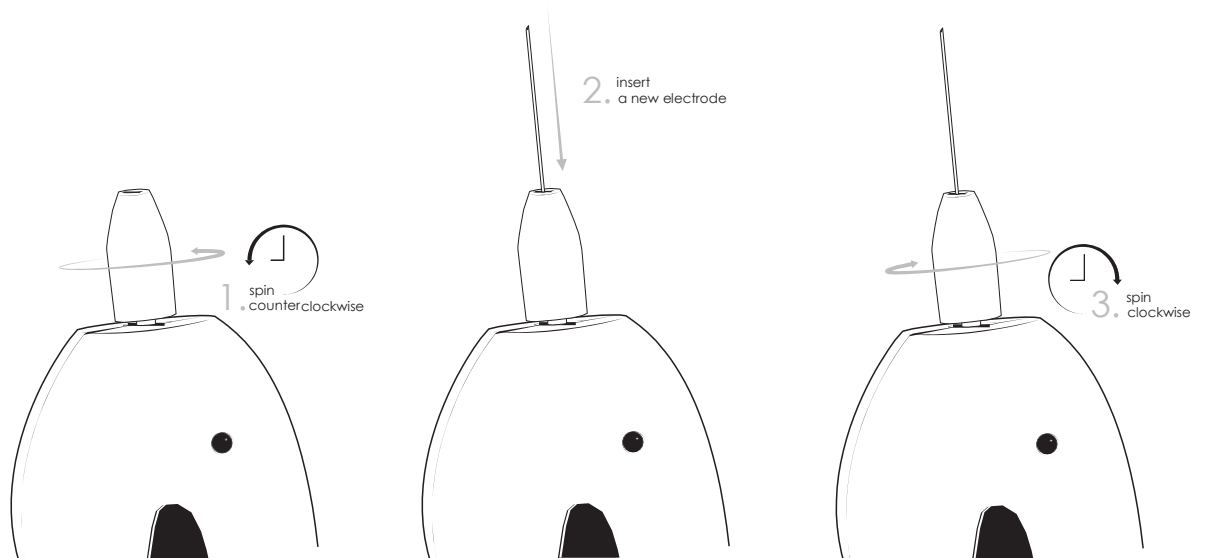 1. spin
counterclockwise
2. insert
a new electrode
3. spin
clockwise